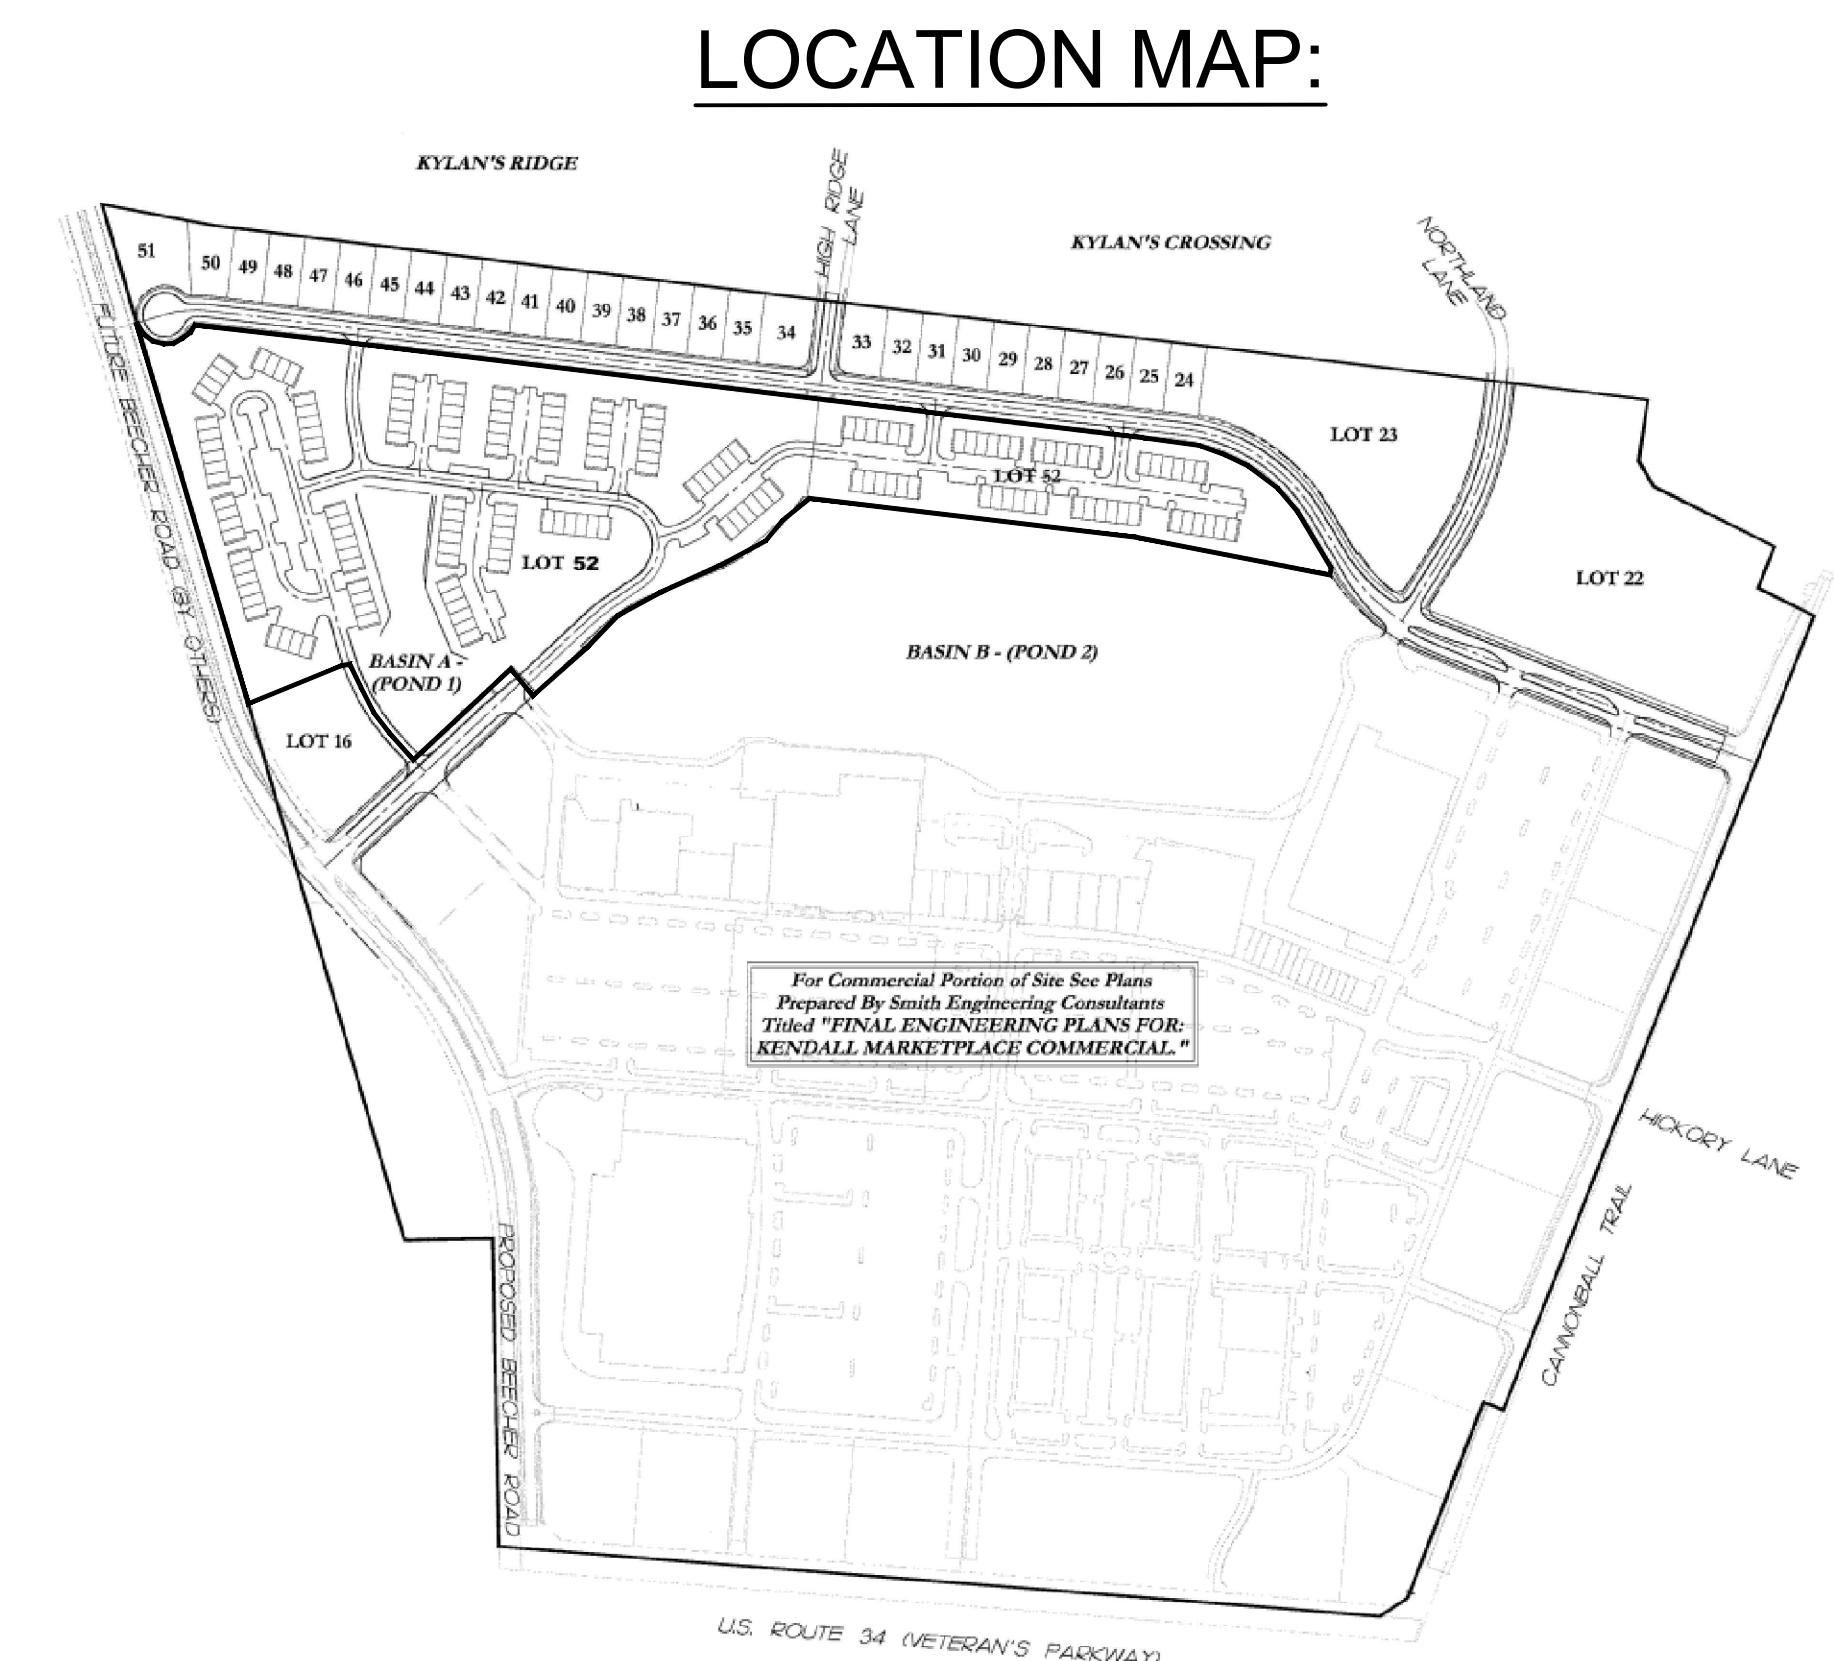 LOCATION MAP:
KYLAN'S RIDGE
HIGH RIDGE
LANE
KYLAN'S CROSSING
NORTHLAND
LANE
51
50
49
48
47
46
45
44
43
42
41
40
39
38
37
36
35
34
33
32
31
30
29
28
27
26
25
24
LOT 23
LOT 22
LOT 52
LOT 52
FUTURE BEECHER ROAD (BY OTHERS)
BASIN A -
(POND 1)
BASIN B - (POND 2)
LOT 16
For Commercial Portion of Site See Plans
Prepared By Smith Engineering Consultants
Titled "FINAL ENGINEERING PLANS FOR:
KENDALL MARKETPLACE COMMERCIAL."
HICKORY LANE
CANNONBALL TRAIL
PROPOSED BEECHER ROAD
U.S. ROUTE 34 (VETERAN'S PARKWAY)